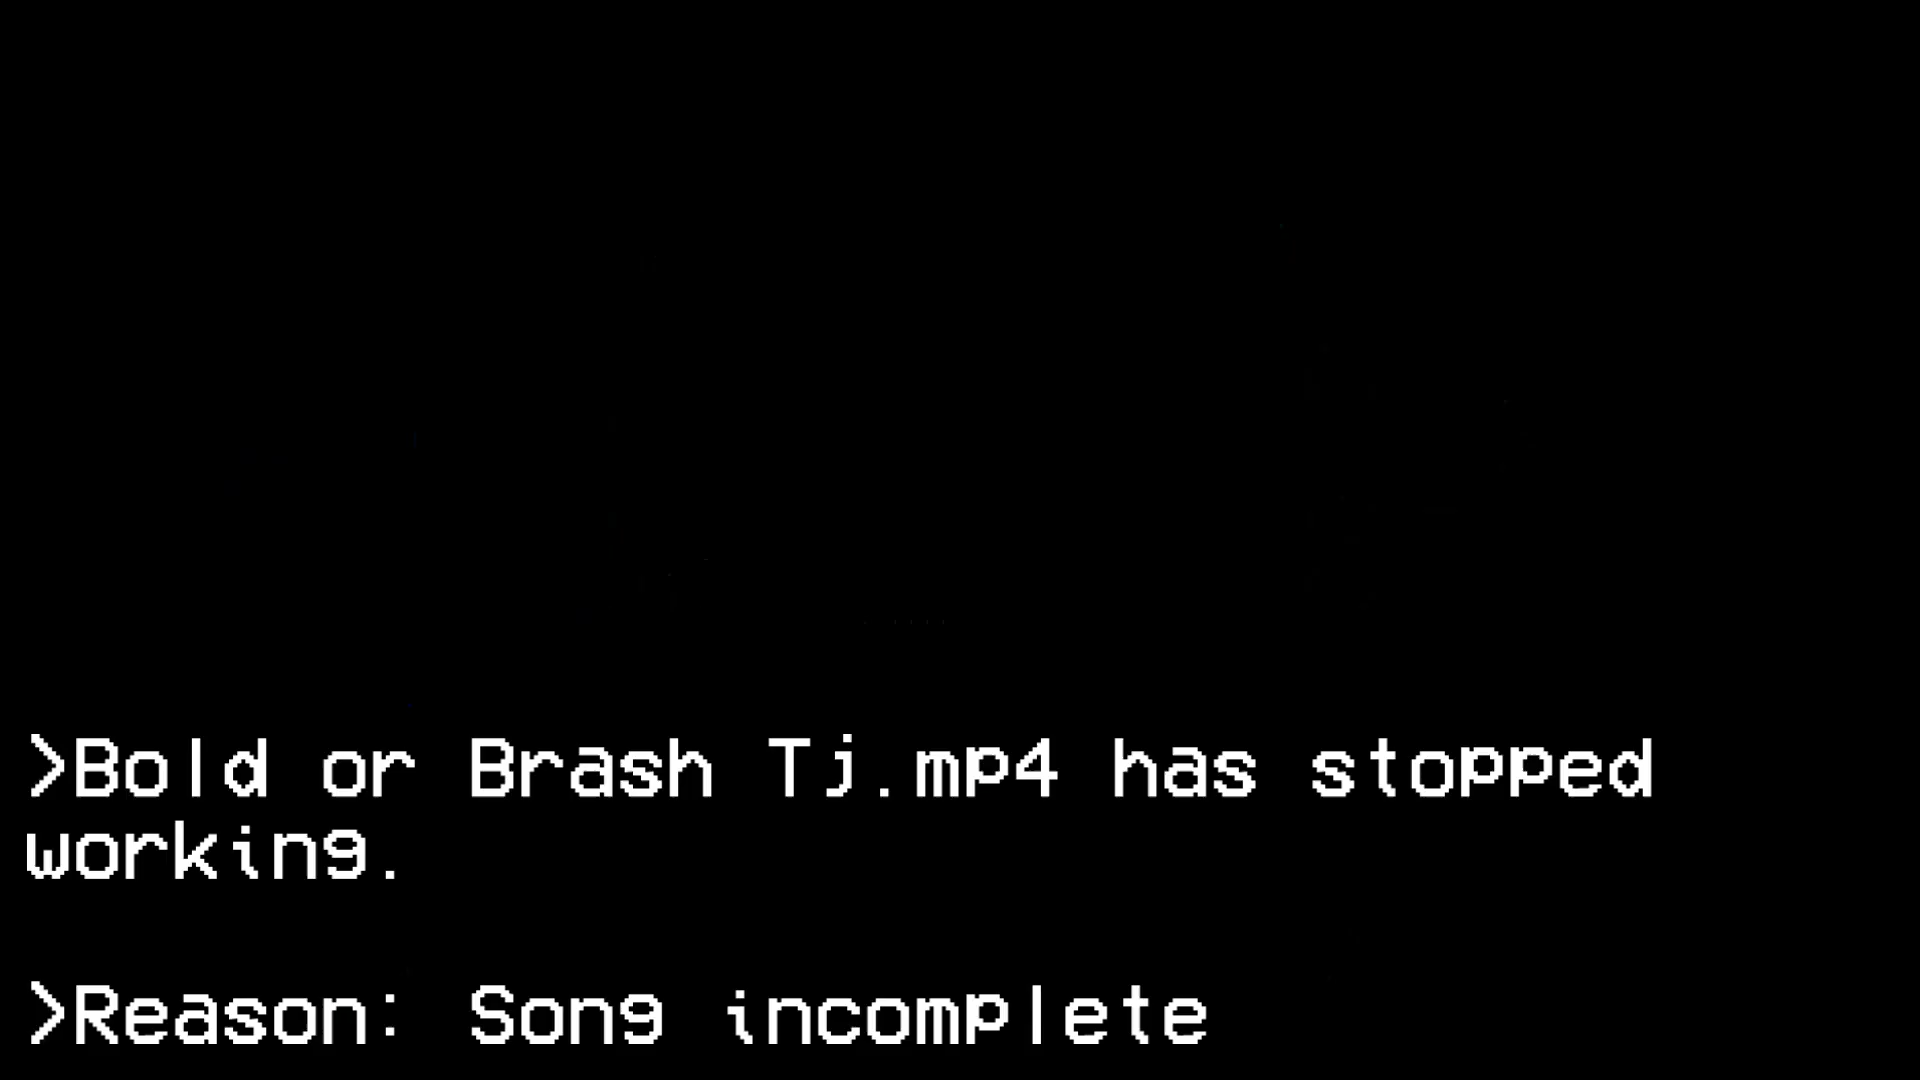 >Bold or Brash Tj.mp4 has stopped
working.
>Reason: Song incomplete